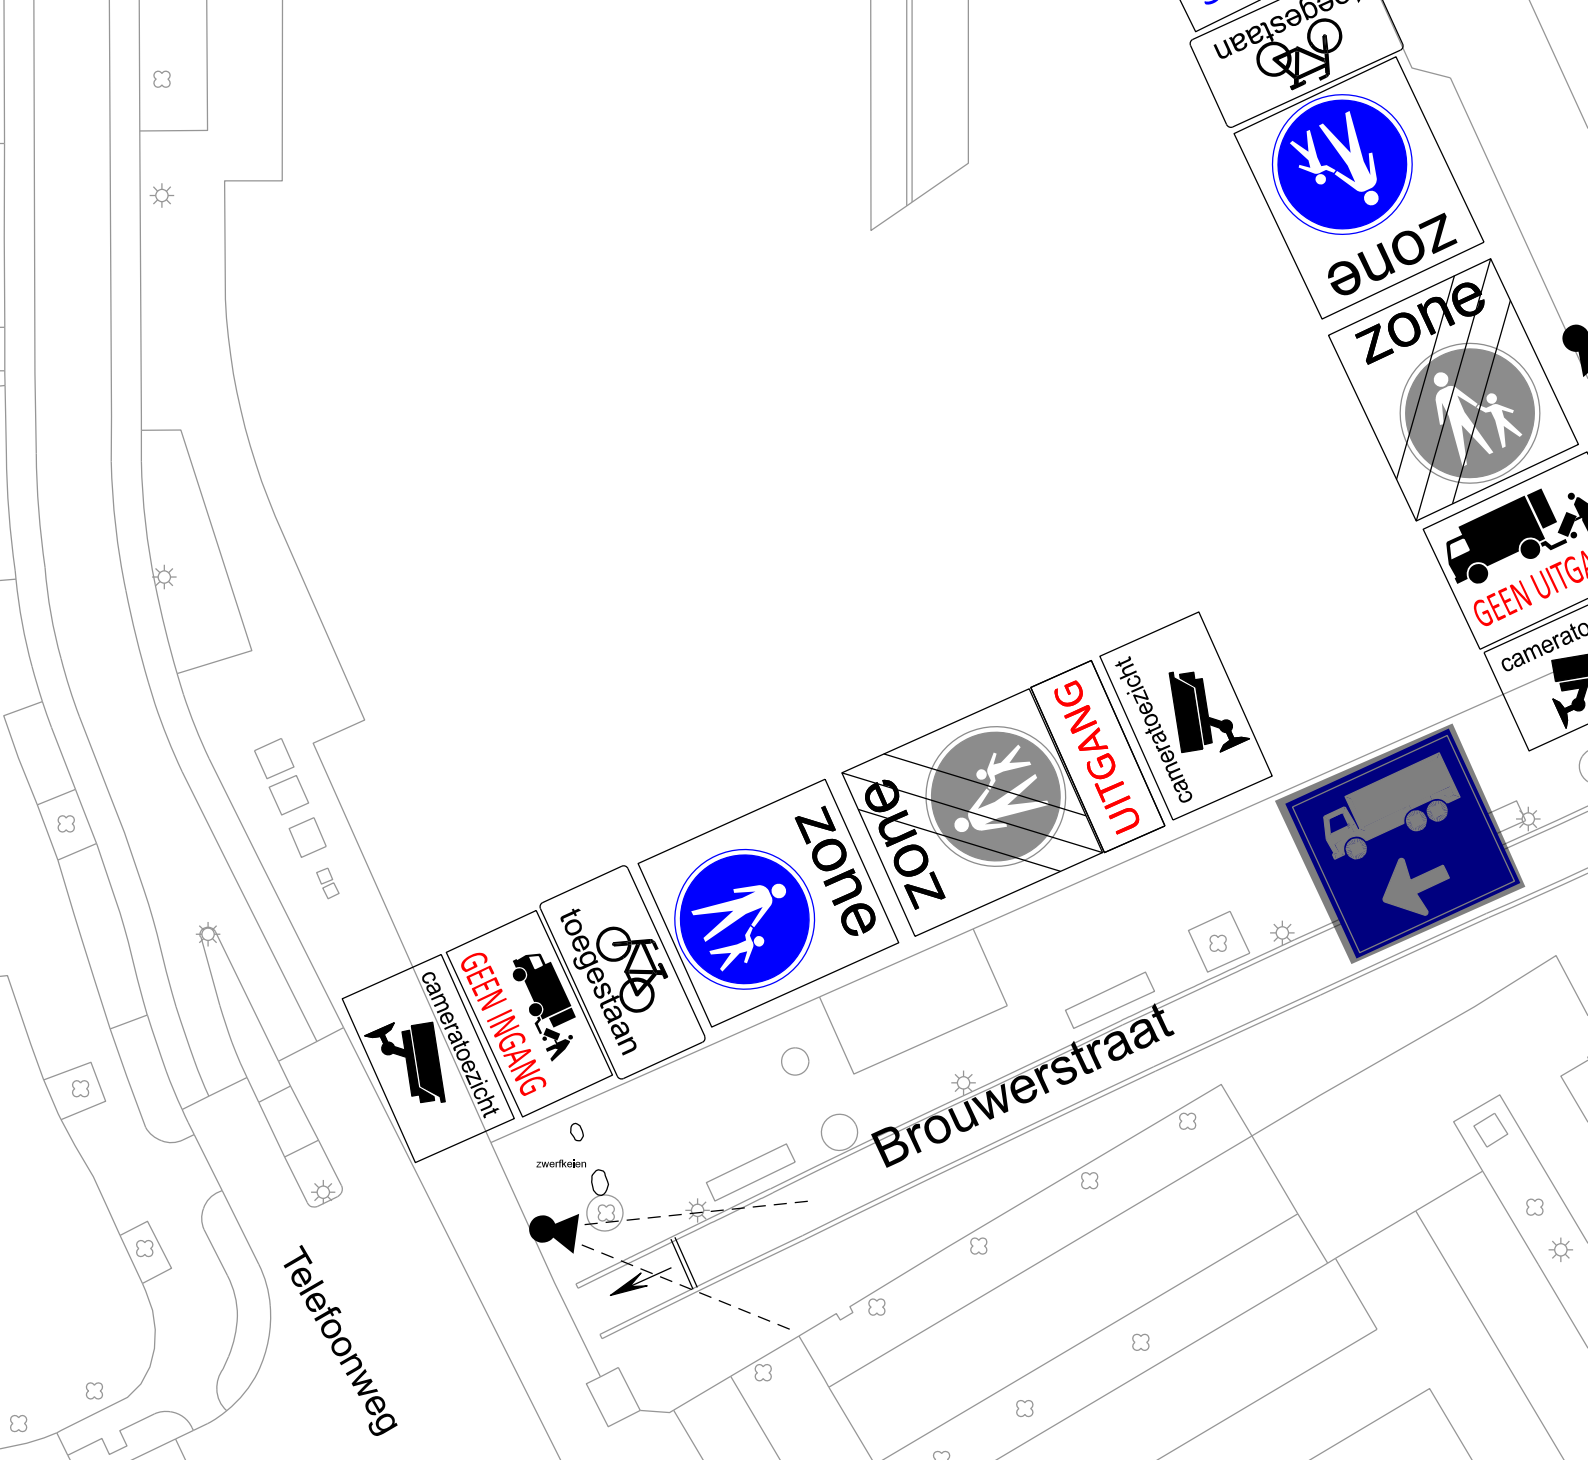 toegestaan
zone
zone
GEEN UITGA
camerato
cameratoezicht
UITGANG
zone
zone
toegestaan
GEEN INGANG
cameratoezicht
Brouwerstraat
zwerfkeien
Telefoonweg